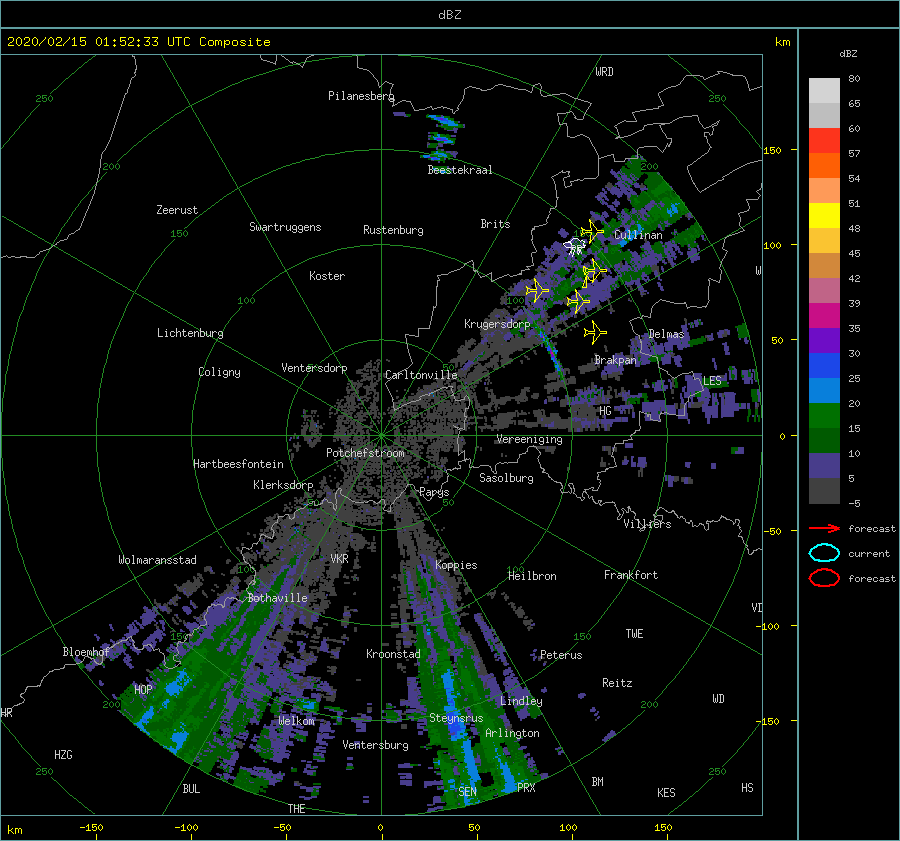 dBZ
2020/02/15 01:52:33 UTC Composite
km
dBZ
WRD
80
250
Pilanesberg
250
65
60
150
200
Beestekraal
200
57
54
Zeerust
51
150
Swartruggens
Rustenburg
Brits
Cullinan
48
100
45
W
Koster
42
100
100
39
Krugersdorp
36
Lichtenburg
Delmas
50
33
Brakpan
30
Coligny
Ventersdorp
Carltonville
LES
25
HG
20
Vereeniging
0
15
Potchefstroom
10
Hartbeesfontein
Sasolburg
5
Klerksdorp
Parys
50
50
-5
Villiers
forecast
-50
current
Wolmaransstad
VKR
Koppies
100
100
Heilbron
Frankfort
forecast
Bothaville
VD
-100
150
150
TWE
Bloemhof
Kroonstad
Peterus
HOP
Reitz
200
Lindley
200
WD
HR
Welkom
Steynsrus
-150
Arlington
HZG
Ventersburg
250
250
BUL
SEN
PRX
BM
KES
HS
THE
km
-150
-100
-50
0
50
100
150